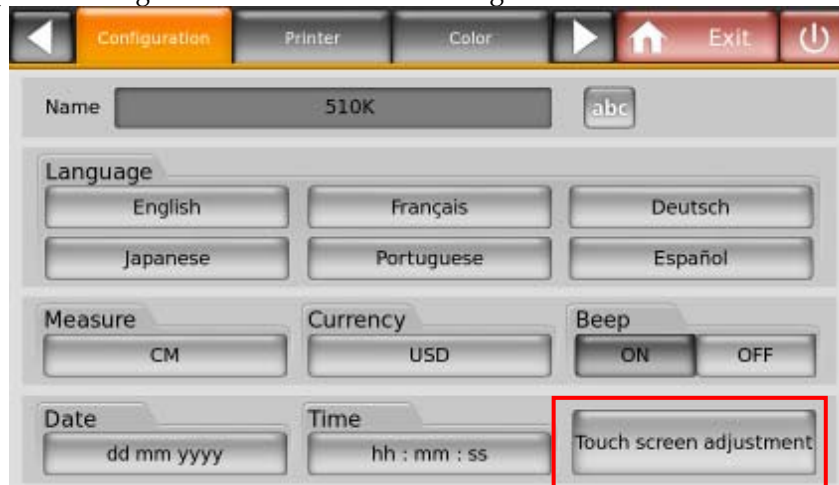 Configuration Printer Color Exit
Name 510K abc
Language
English Français Deutsch
Japanese Portuguese Español
Measure Currency Beep
CM USD ON OFF
Date Time
dd mm yyyy hh : mm : ss Touch screen adjustment